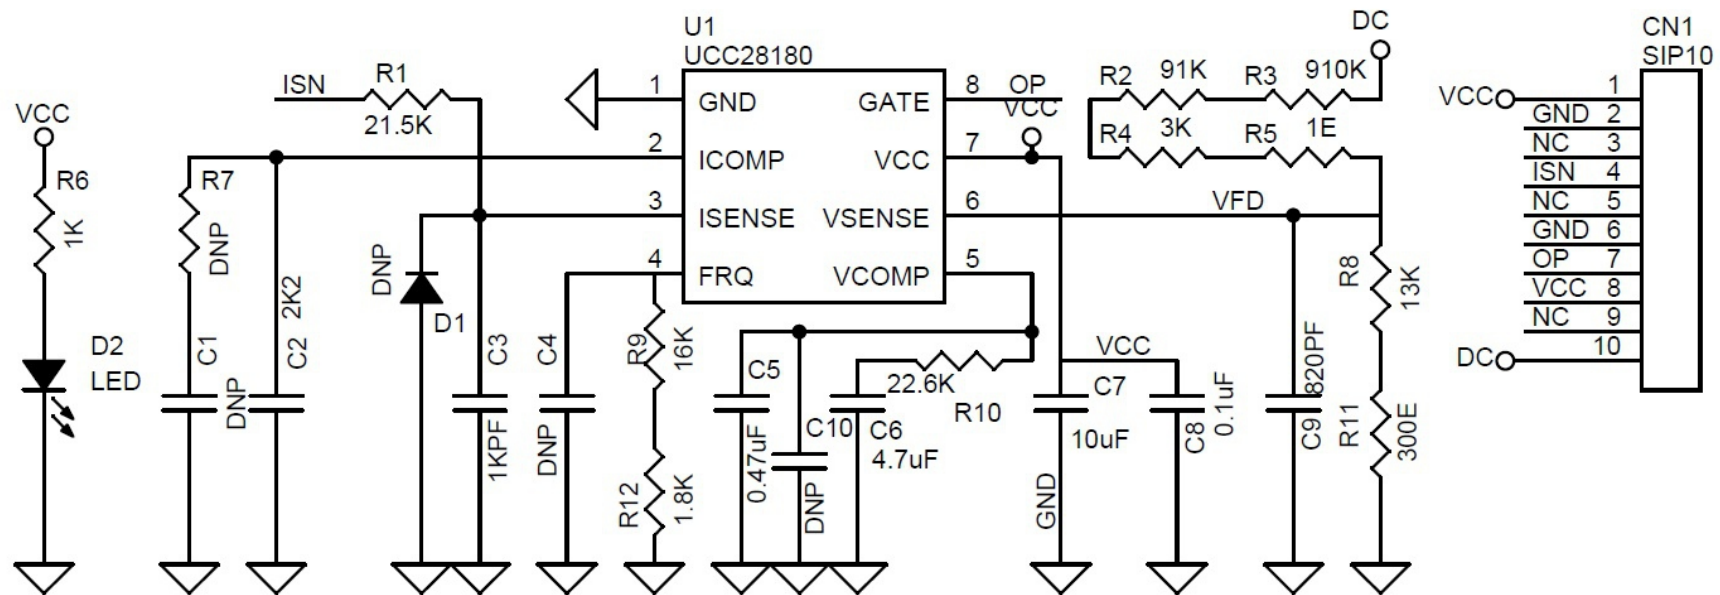 VCC
R6
1K
D2
LED
ISN
R1
21.5K
R7
DNP
C1
DNP
2K2
C2
DNP
D1
C3
1KPF
C4
DNP
R9
16K
R12
1.8K
U1
UCC28180
1 GND
2 ICOMP
3 ISENSE
4 FRQ
GATE 8
VCC 7
VSENSE 6
VCOMP 5
OP
VCC
C5
0.47uF
C10
DNP
C6
4.7uF
22.6K
R10
VCC
C7
10uF
GND
C8
0.1uF
VFD
C9
820PF
DC
R2 91K
R3 910K
R4 3K
R5 1E
R8
13K
R11
300E
CN1
SIP10
VCC 1
GND 2
NC 3
ISN 4
NC 5
GND 6
OP 7
VCC 8
NC 9
DC 10